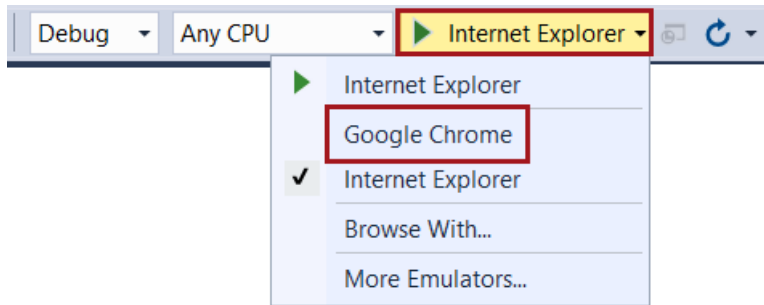 Debug Any CPU Internet Explorer
Internet Explorer
Google Chrome
Internet Explorer
Browse With...
More Emulators...